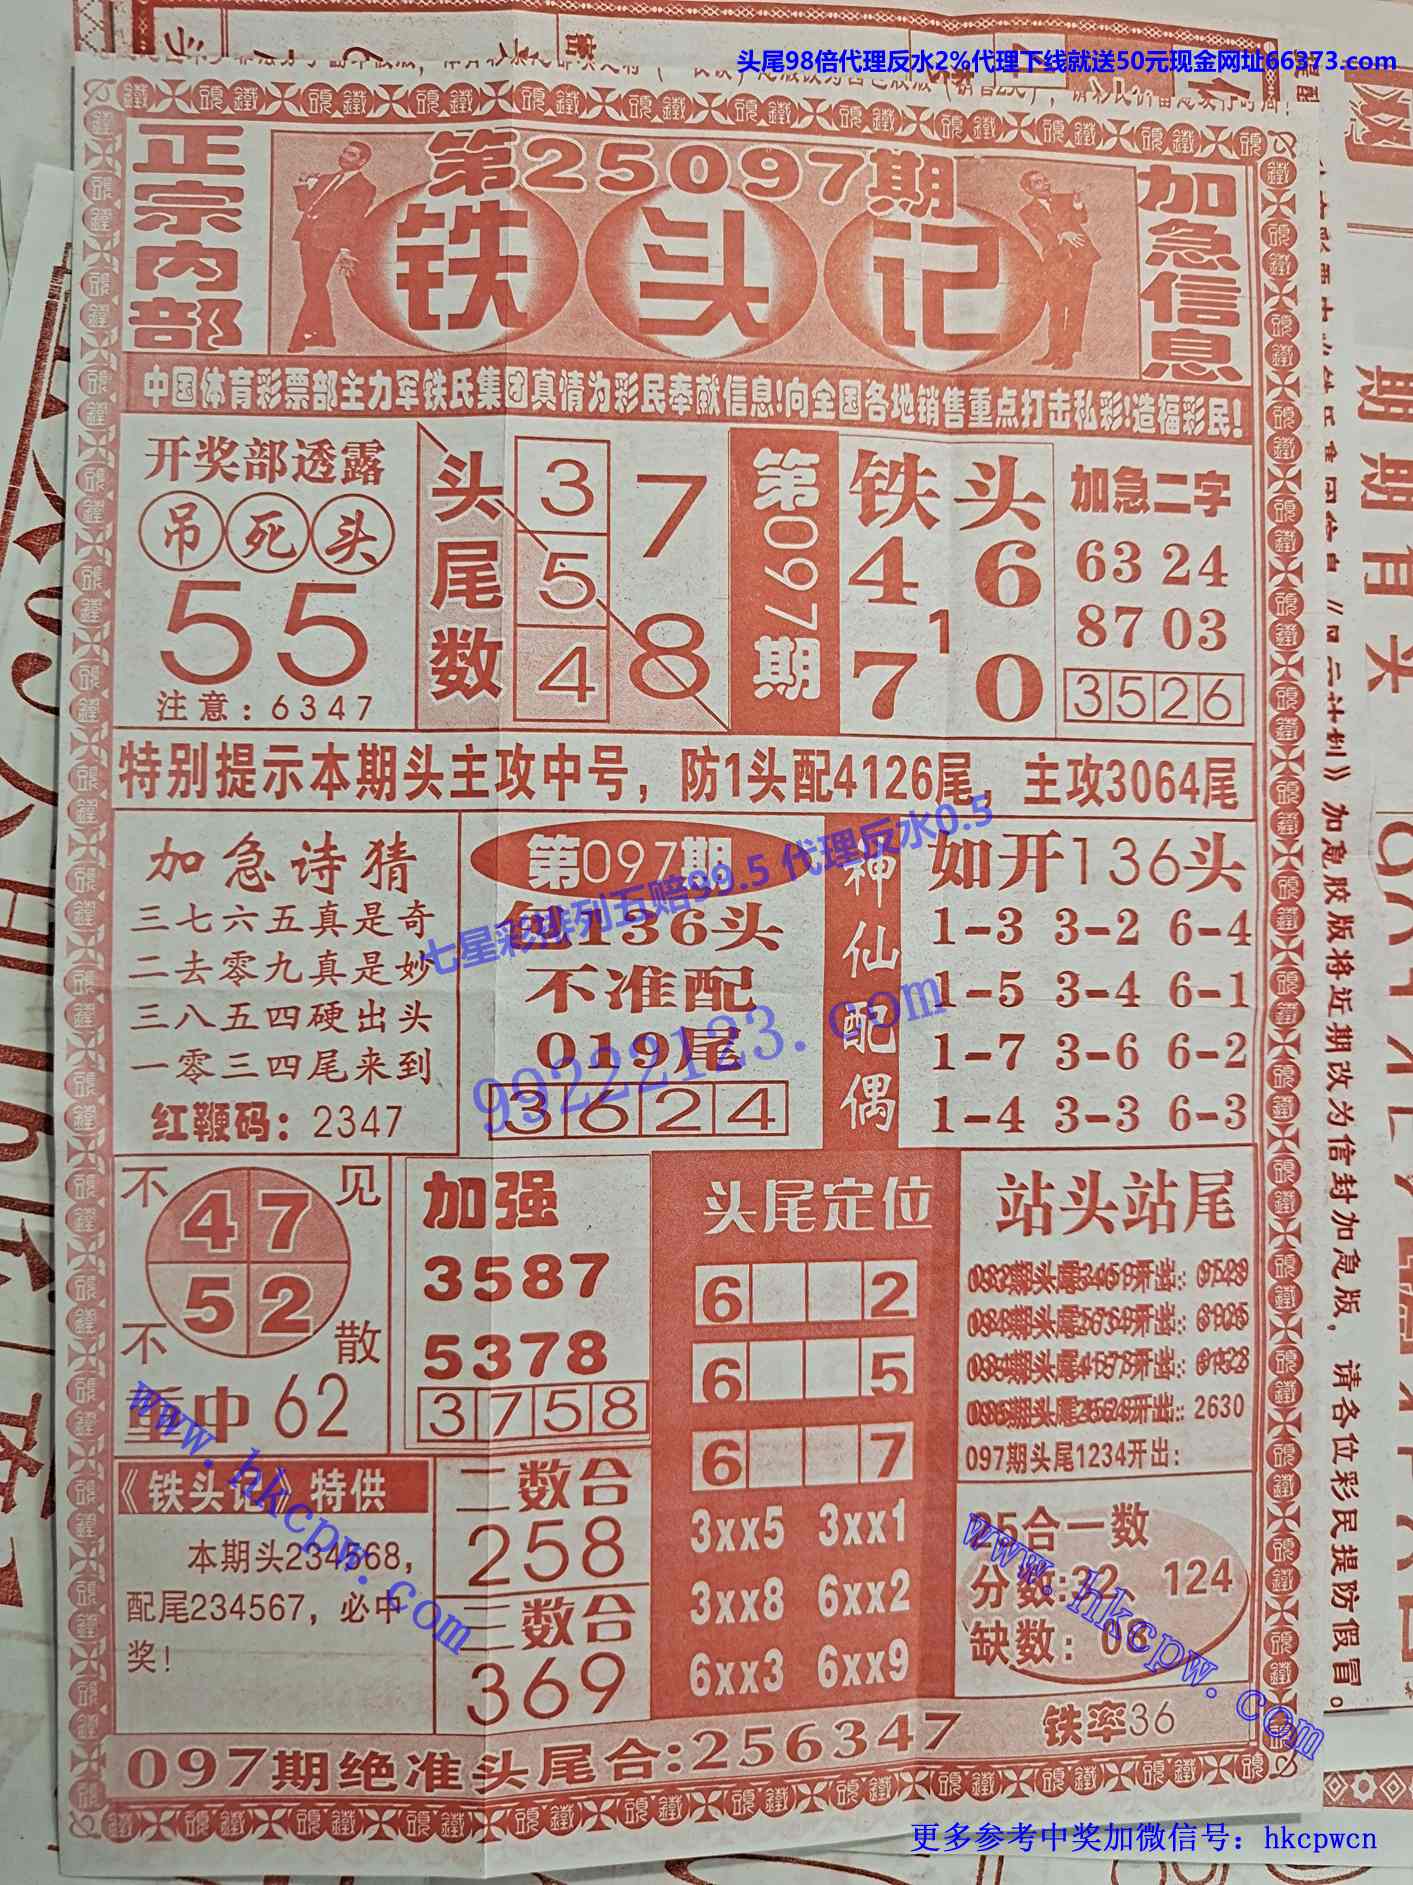 头尾98倍代理反水2%代理下线就送50元现金网址66373.com
正宗内部
第25097期
铁头记
加急信息
中国体育彩票部主力军铁氏集团真清为彩民奉献信息!向全国各地销售重点打击私彩!造福彩民!
开奖部透露
吊死头
55
注意:6347
头尾数
3
5
4
7
8
第097期
铁头
4 6
1
7 0
加急二字
63 24
87 03
3526
特别提示本期头主攻中号，防1头配4126尾，主攻3064尾
加急诗猜
三七六五真是奇
二去零九真是妙
三八五四硬出头
一零三四尾来到
红鞭码：2347
第097期
包136头
不准配
019尾
3624
七星彩排列五赔99.5 代理反水0.5
99222123.com
神仙配偶
如开136头
1-3 3-2 6-4
1-5 3-4 6-1
1-7 3-6 6-2
1-4 3-3 6-3
不见
47
52
不散
重中62
加强
3587
5378
3758
头尾定位
6 2
6 5
6 7
3xx5 3xx1
3xx8 6xx2
6xx3 6xx9
站头站尾
2630
097期头尾1234开出:
《铁头记》特供
本期头234568，
配尾234567，必中
奖!
二数合
258
三数合
369
25合一数
分数:32、124
缺数：08
097期绝准头尾合:256347
铁率36
www.hkcpw.com
www.hkcpw.com
加急胶版将近期改为信封加急版，请各位彩民提防假冒。
期期有头
更多参考中奖加微信号：hkcpwcn